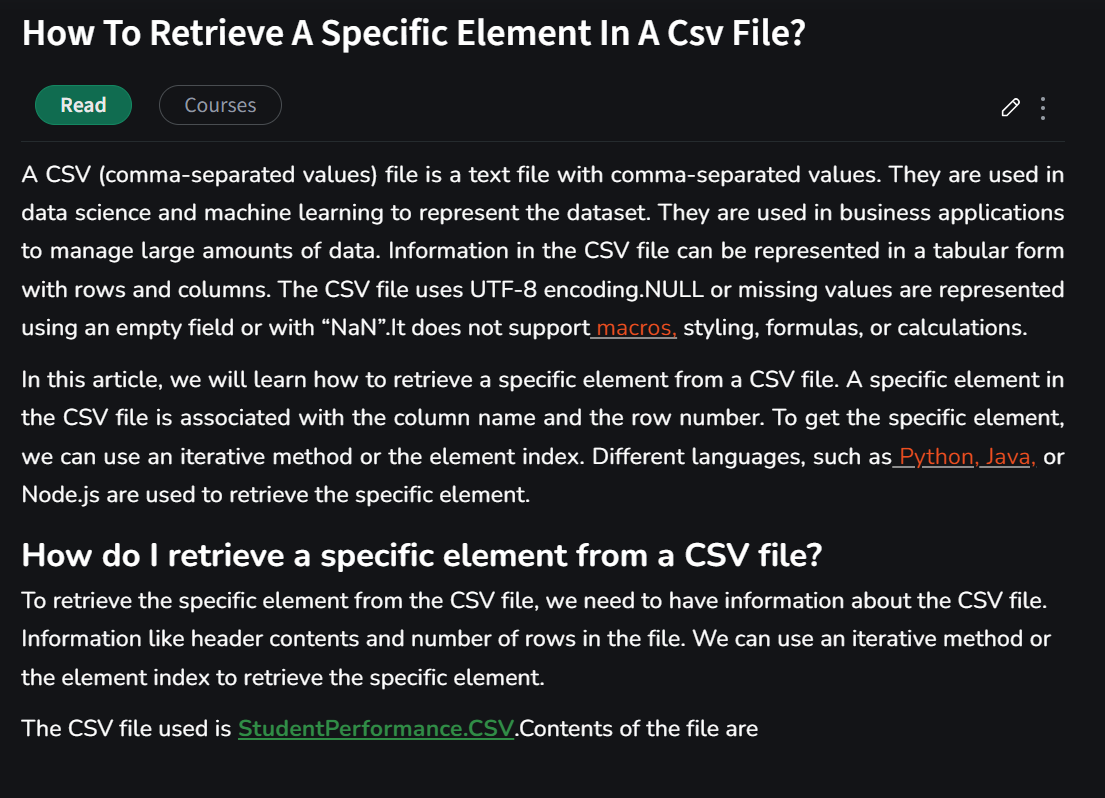 How To Retrieve A Specific Element In A Csv File?
Read
Courses
A CSV (comma-separated values) file is a text file with comma-separated values. They are used in
data science and machine learning to represent the dataset. They are used in business applications
to manage large amounts of data. Information in the CSV file can be represented in a tabular form
with rows and columns. The CSV file uses UTF-8 encoding.NULL or missing values are represented
using an empty field or with “NaN”.It does not support macros, styling, formulas, or calculations.
In this article, we will learn how to retrieve a specific element from a CSV file. A specific element in
the CSV file is associated with the column name and the row number. To get the specific element,
we can use an iterative method or the element index. Different languages, such as Python, Java, or
Node.js are used to retrieve the specific element.
How do I retrieve a specific element from a CSV file?
To retrieve the specific element from the CSV file, we need to have information about the CSV file.
Information like header contents and number of rows in the file. We can use an iterative method or
the element index to retrieve the specific element.
The CSV file used is StudentPerformance.CSV.Contents of the file are